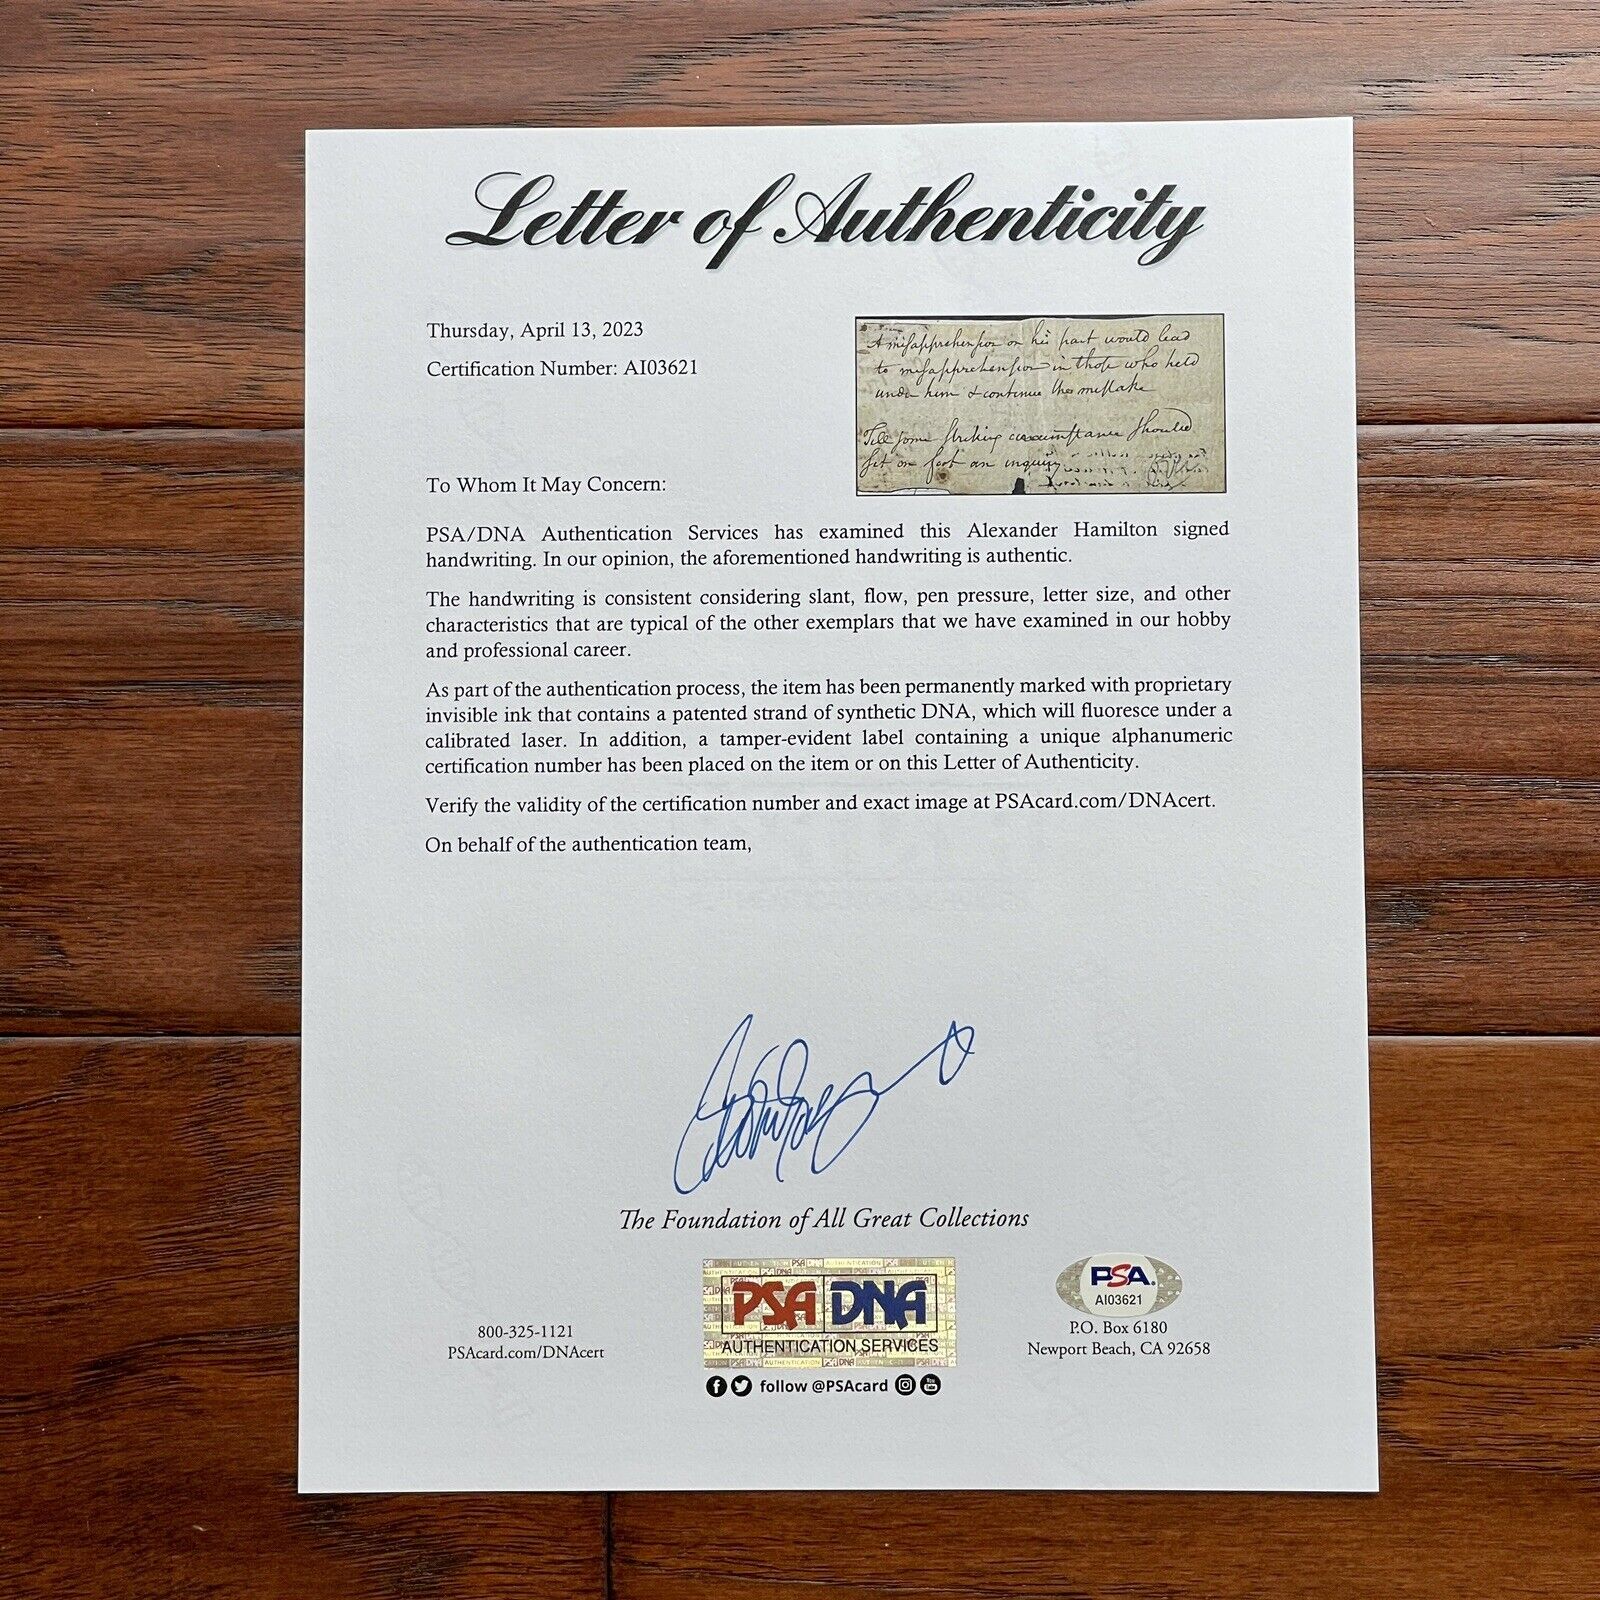 Letter of Authenticity
Thursday, April 13, 2023
Certification Number: AI03621
A misapprehension on his part would lead
to misapprehension in those who held
under him & continue the mistake
Till some striking circumstance should
set on foot an inquiry
To Whom It May Concern:
PSA/DNA Authentication Services has examined this Alexander Hamilton signed
handwriting. In our opinion, the aforementioned handwriting is authentic.
The handwriting is consistent considering slant, flow, pen pressure, letter size, and other
characteristics that are typical of the other exemplars that we have examined in our hobby
and professional career.
As part of the authentication process, the item has been permanently marked with proprietary
invisible ink that contains a patented strand of synthetic DNA, which will fluoresce under a
calibrated laser. In addition, a tamper-evident label containing a unique alphanumeric
certification number has been placed on the item or on this Letter of Authenticity.
Verify the validity of the certification number and exact image at PSAcard.com/DNAcert.
On behalf of the authentication team,
The Foundation of All Great Collections
800-325-1121
PSAcard.com/DNAcert
PSA DNA
AUTHENTICATION SERVICES
follow @PSAcard
PSA
AI03621
P.O. Box 6180
Newport Beach, CA 92658